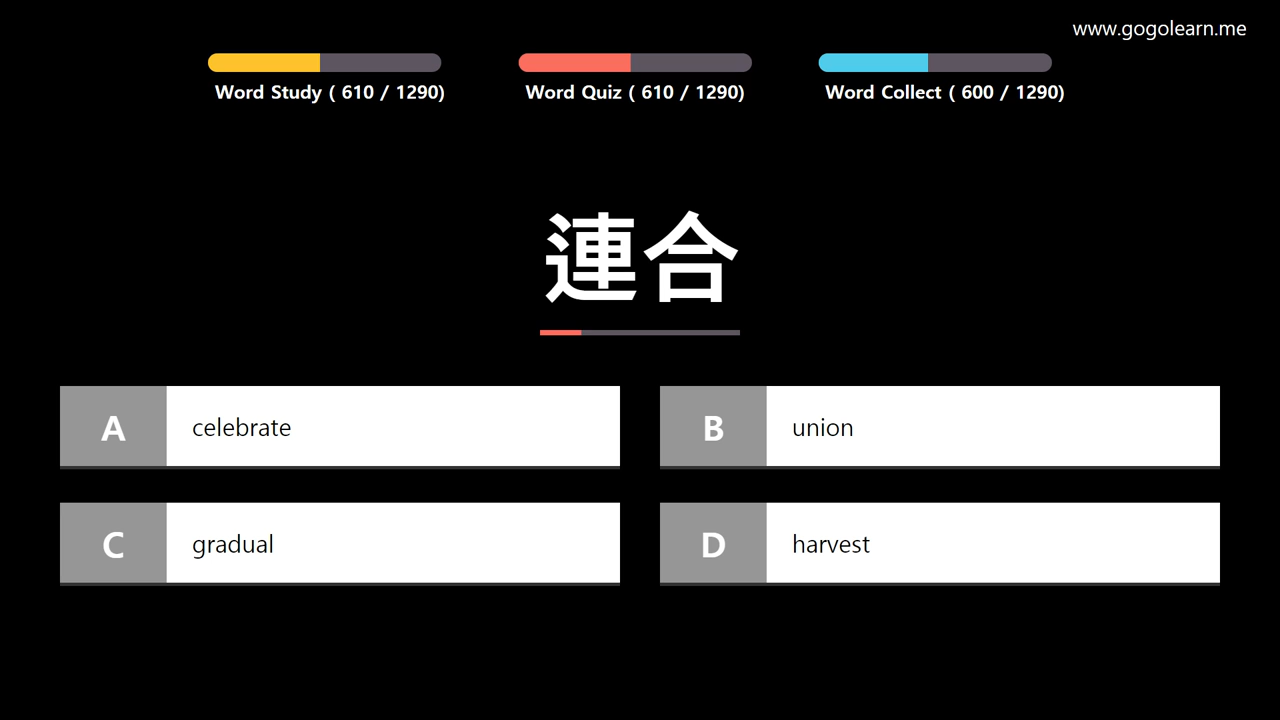 www.gogolearn.me
Word Study ( 610 / 1290)
Word Quiz ( 610 / 1290)
Word Collect ( 600 / 1290)
連合
A celebrate
B union
C gradual
D harvest